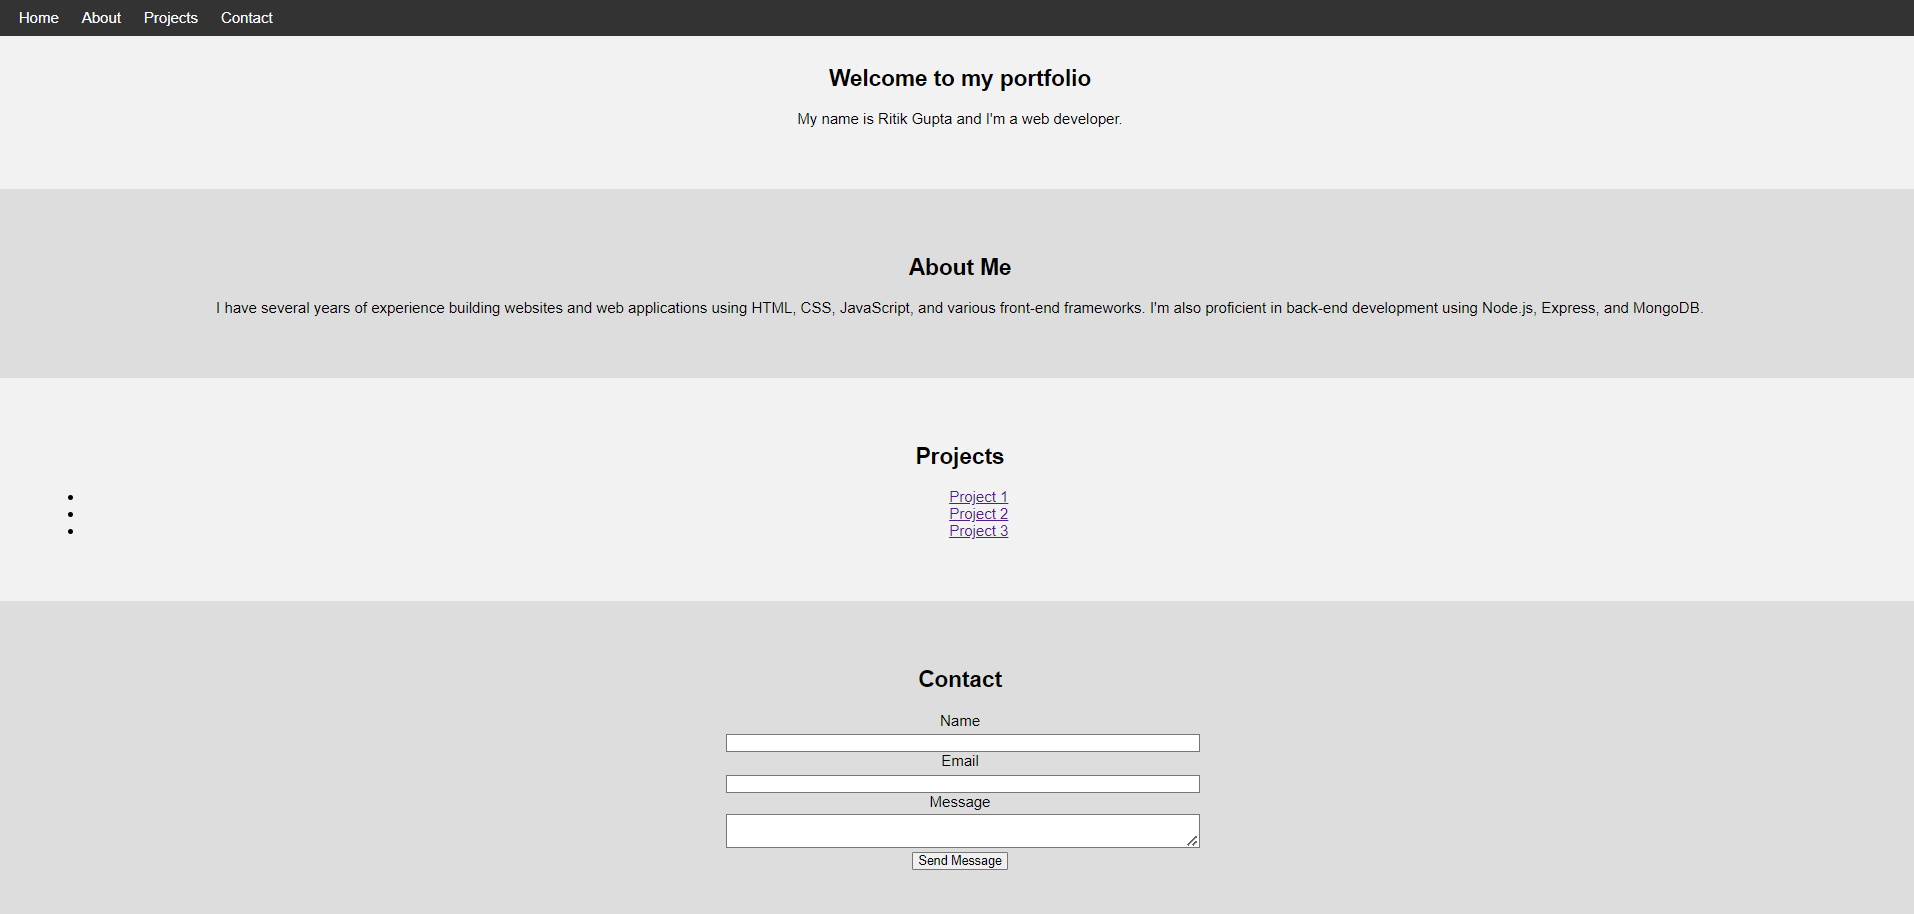 Home About Projects Contact
Welcome to my portfolio
My name is Ritik Gupta and I'm a web developer.
About Me
I have several years of experience building websites and web applications using HTML, CSS, JavaScript, and various front-end frameworks. I'm also proficient in back-end development using Node.js, Express, and MongoDB.
Projects
Project 1
Project 2
Project 3
Contact
Name
Email
Message
Send Message